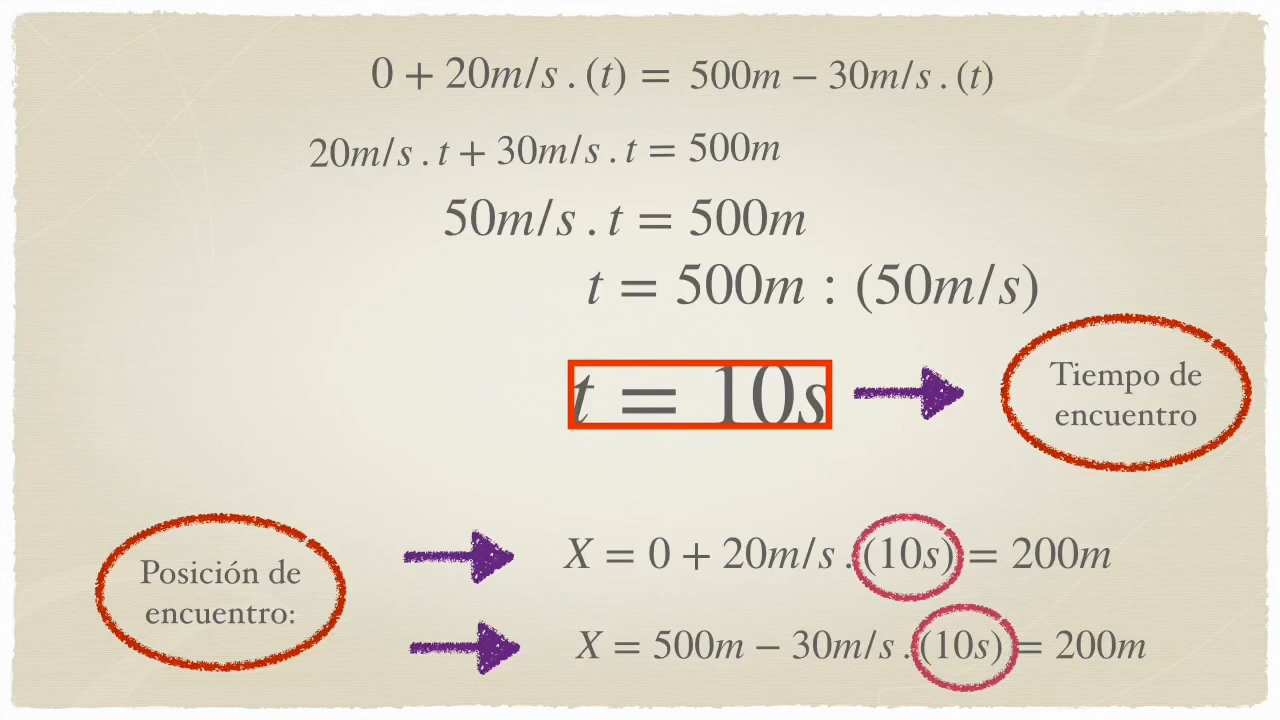 0 + 20m/s . (t) = 500m − 30m/s . (t)
20m/s . t + 30m/s . t = 500m
50m/s . t = 500m
t = 500m : (50m/s)
t = 10s
Tiempo de
encuentro
Posición de
encuentro:
X = 0 + 20m/s . (10s) = 200m
X = 500m − 30m/s . (10s) = 200m